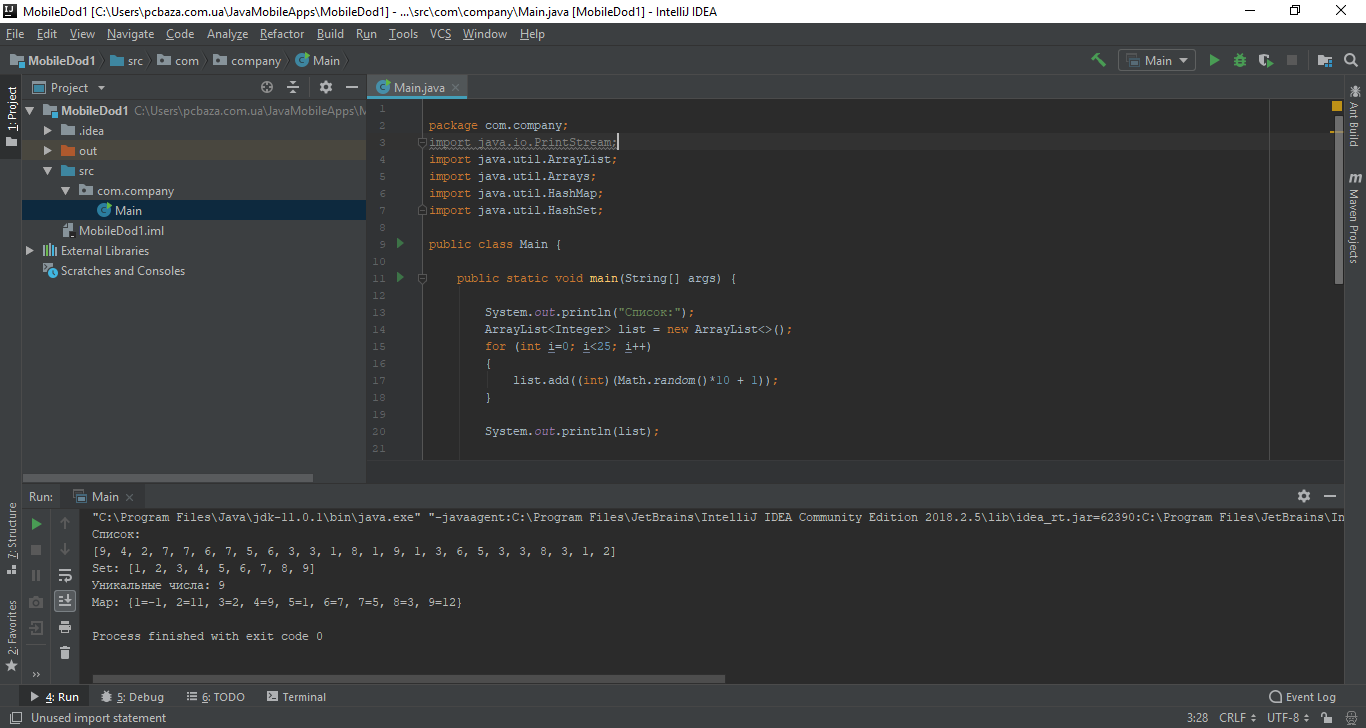 MobileDod1 [C:\Users\pcbaza.com.ua\JavaMobileApps\MobileDod1] - ...\src\com\company\Main.java [MobileDod1] - IntelliJ IDEA
File Edit View Navigate Code Analyze Refactor Build Run Tools VCS Window Help
MobileDod1 src com company Main
Main
1: Project
Project
MobileDod1 C:\Users\pcbaza.com.ua\JavaMobileApps\M
.idea
out
src
com.company
Main
MobileDod1.iml
External Libraries
Scratches and Consoles
Main.java
1
2 package com.company;
3 import java.io.PrintStream;
4 import java.util.ArrayList;
5 import java.util.Arrays;
6 import java.util.HashMap;
7 import java.util.HashSet;
8
9 public class Main {
10
11 public static void main(String[] args) {
12
13 System.out.println("Список:");
14 ArrayList<Integer> list = new ArrayList<>();
15 for (int i=0; i<25; i++)
16 {
17 list.add((int)(Math.random()*10 + 1));
18 }
19
20 System.out.println(list);
21
Ant Build
m
Maven Projects
Run: Main
"C:\Program Files\Java\jdk-11.0.1\bin\java.exe" "-javaagent:C:\Program Files\JetBrains\IntelliJ IDEA Community Edition 2018.2.5\lib\idea_rt.jar=62390:C:\Program Files\JetBrains\In
Список:
[9, 4, 2, 7, 7, 6, 7, 5, 6, 3, 3, 1, 8, 1, 9, 1, 3, 6, 5, 3, 3, 8, 3, 1, 2]
Set: [1, 2, 3, 4, 5, 6, 7, 8, 9]
Уникальные числа: 9
Map: {1=-1, 2=11, 3=2, 4=9, 5=1, 6=7, 7=5, 8=3, 9=12}
Process finished with exit code 0
7: Structure
2: Favorites
4: Run 5: Debug 6: TODO Terminal Event Log
Unused import statement 3:28 CRLF UTF-8